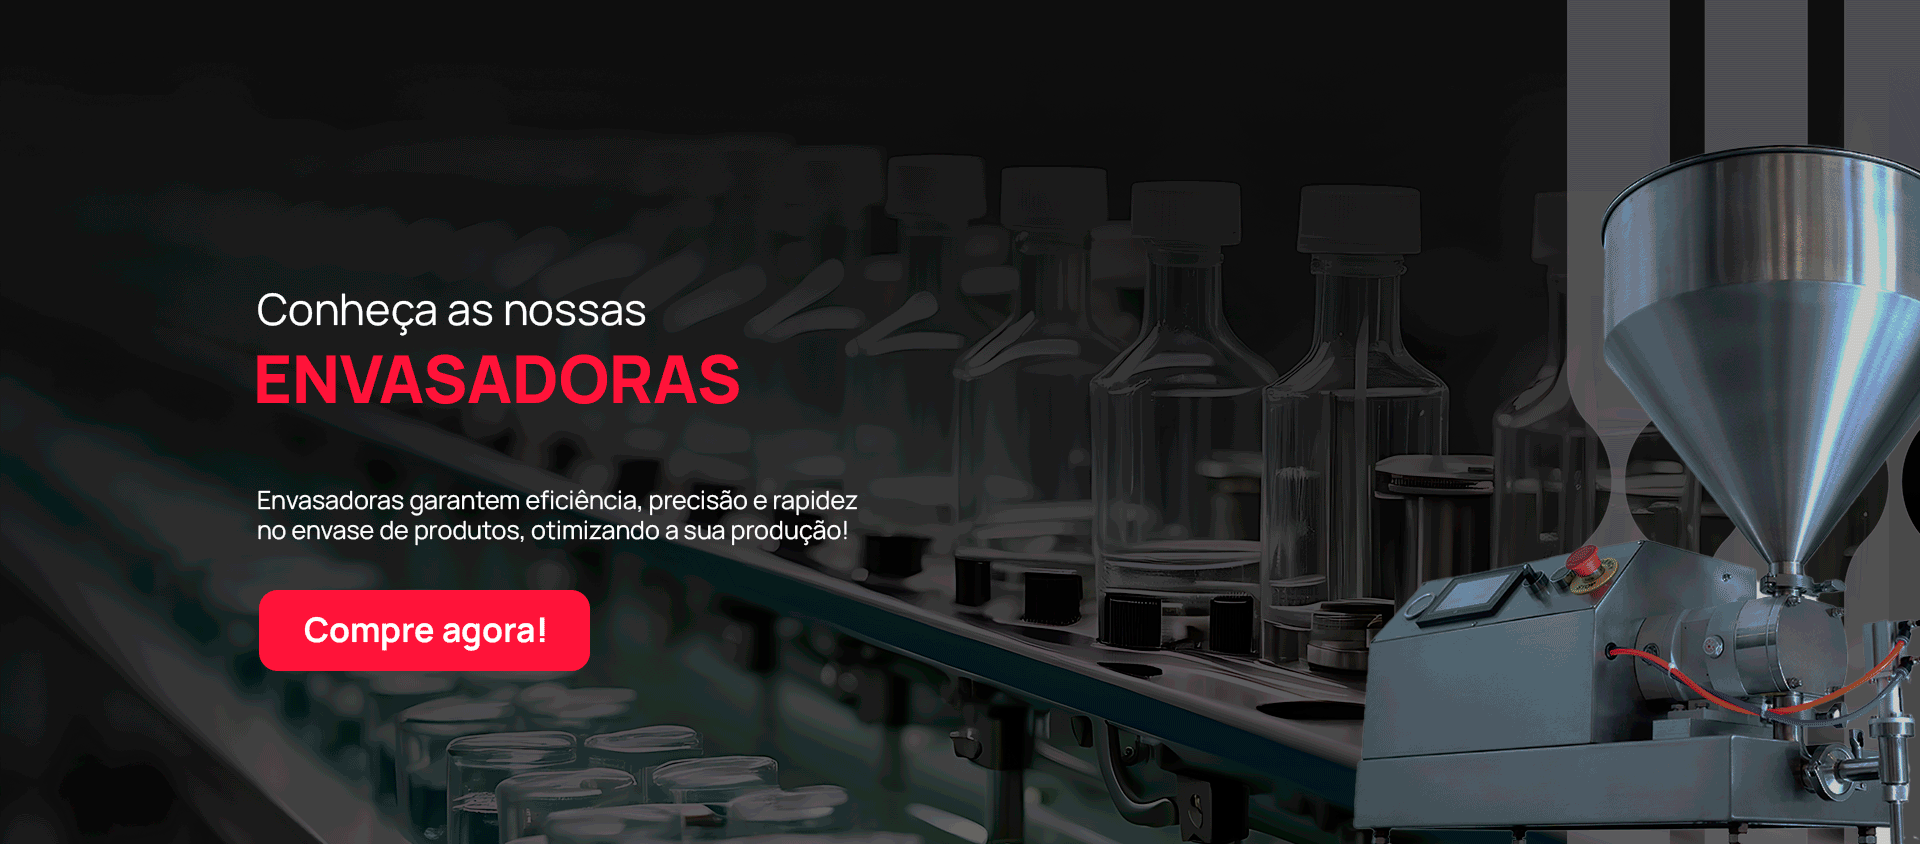 Conheça as nossas
ENVASADORAS
Envasadoras garantem eficiência, precisão e rapidez
no envase de produtos, otimizando a sua produção!
Compre agora!